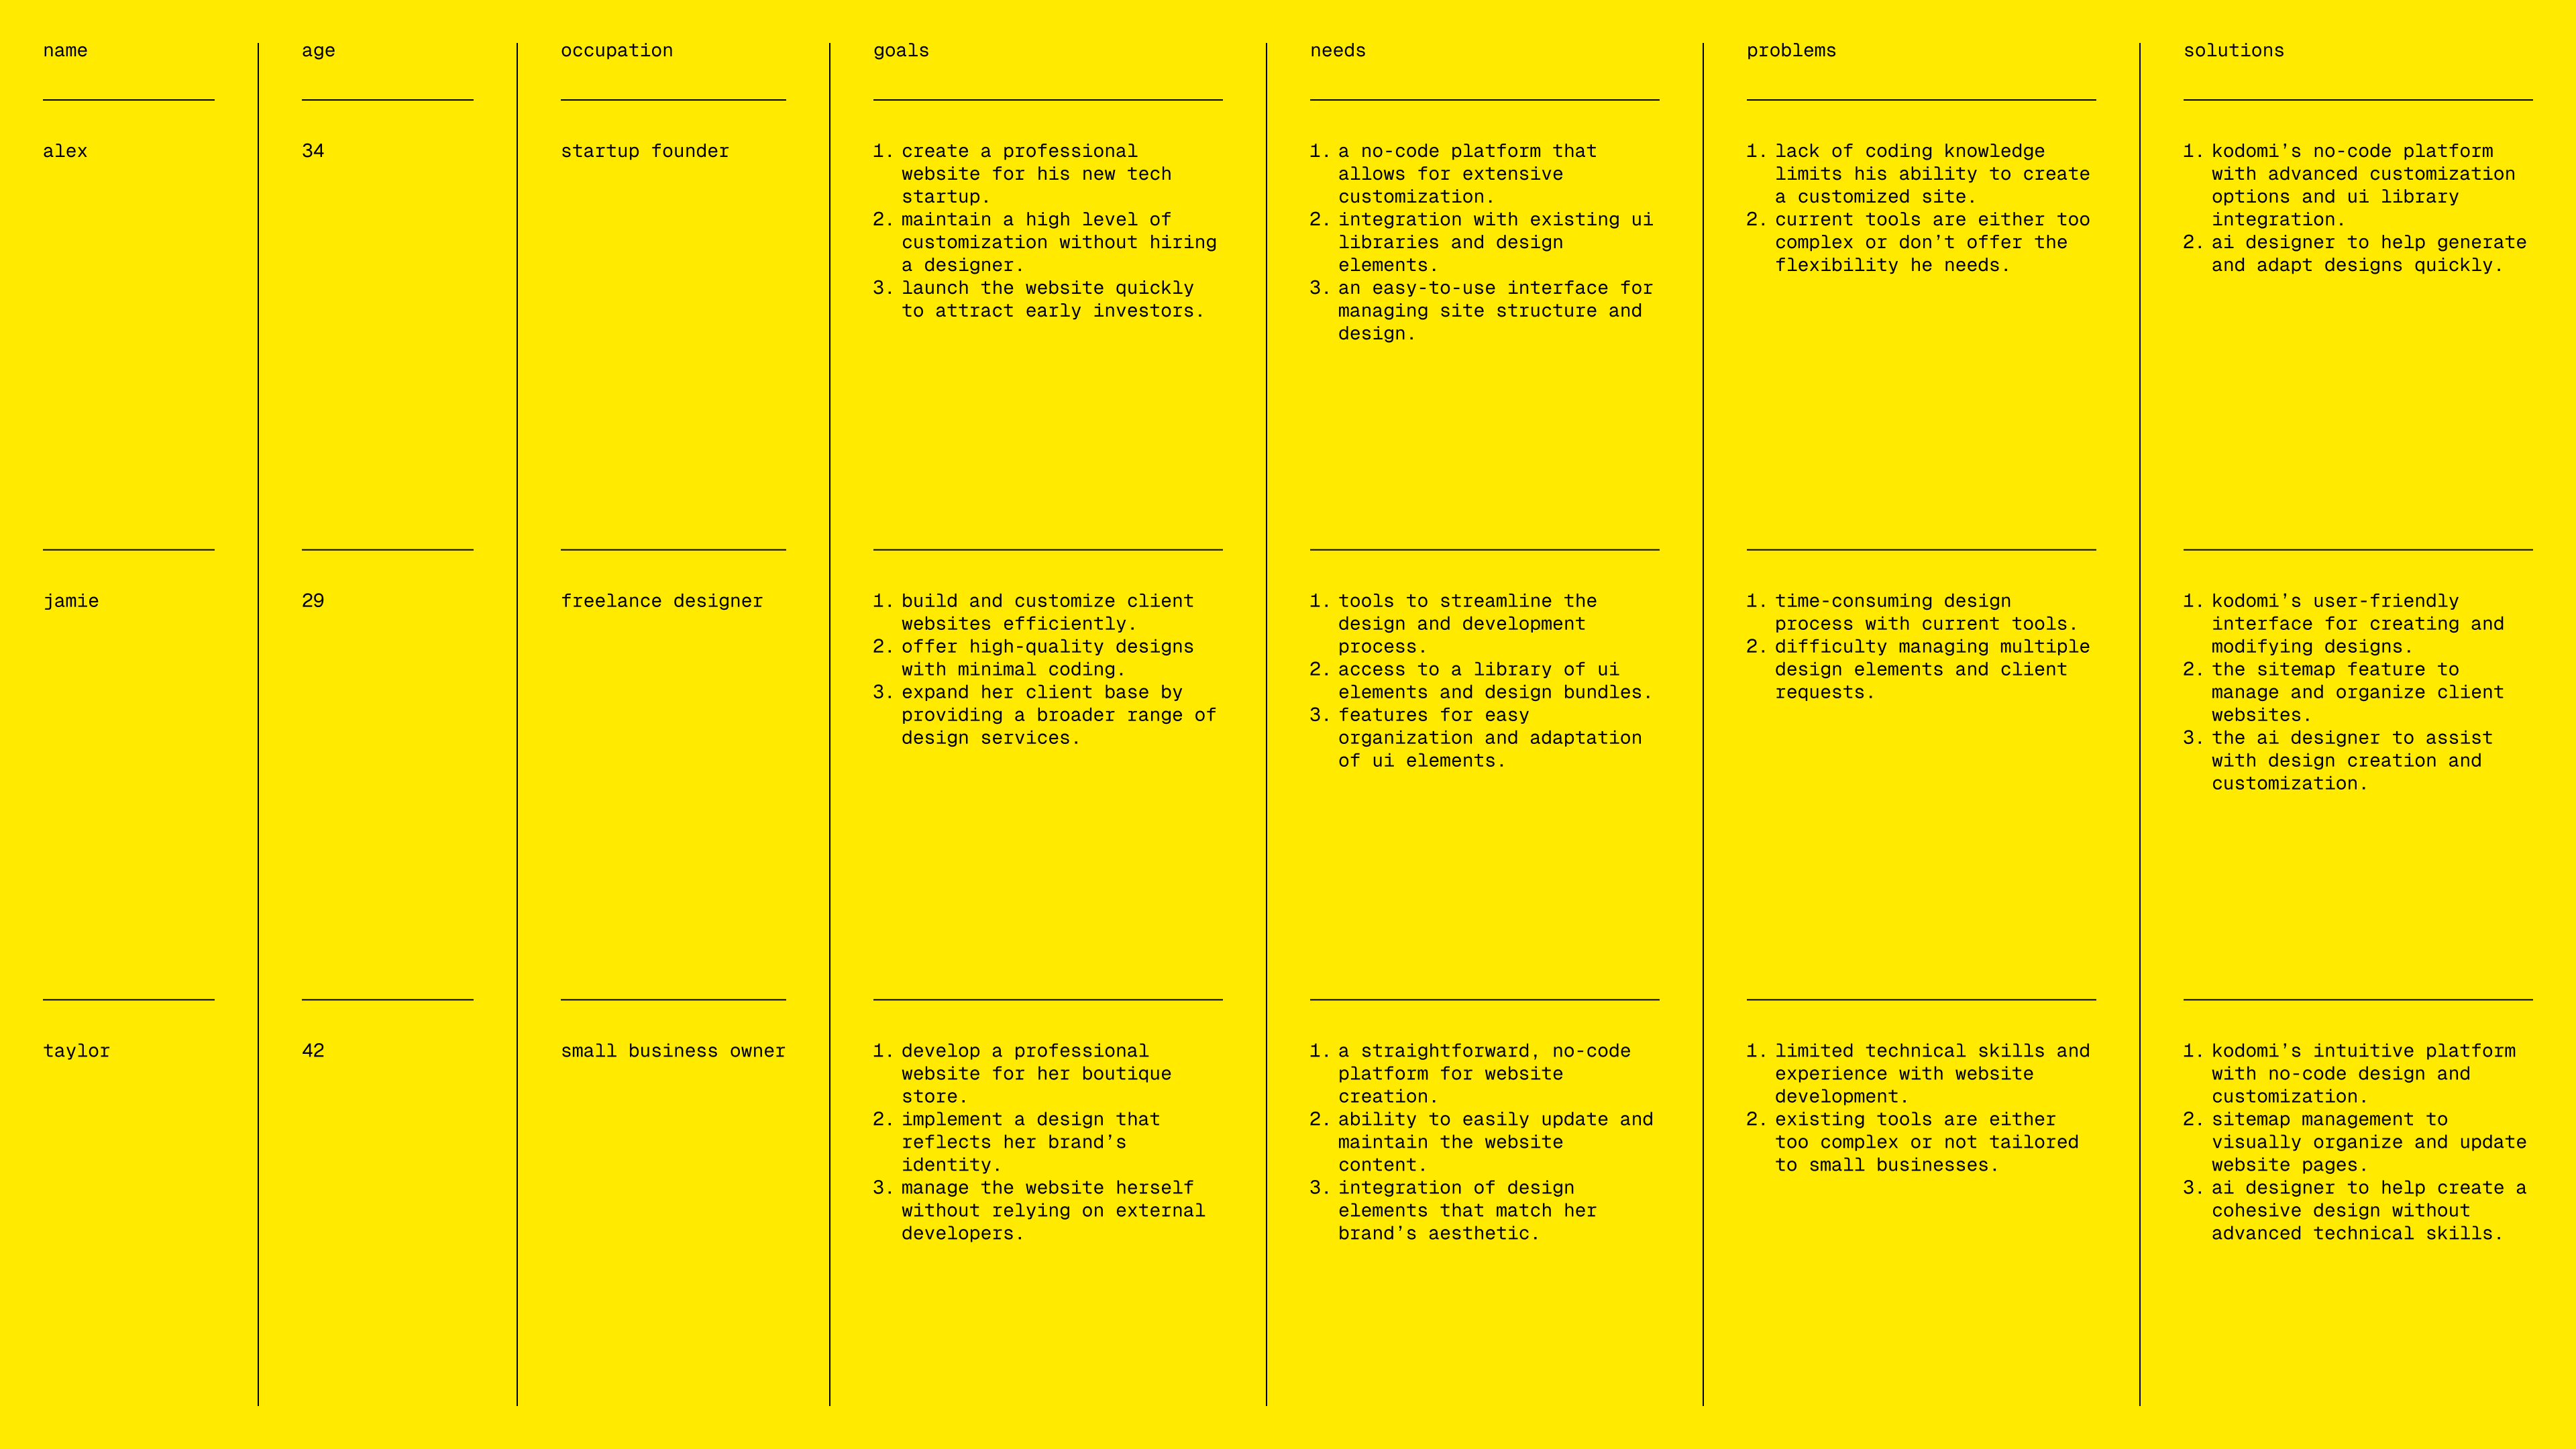 name
age
occupation
goals
needs
problems
solutions
alex
34
startup founder
1. create a professional
website for his new tech
startup.
2. maintain a high level of
customization without hiring
a designer.
3. launch the website quickly
to attract early investors.
1. a no-code platform that
allows for extensive
customization.
2. integration with existing ui
libraries and design
elements.
3. an easy-to-use interface for
managing site structure and
design.
1. lack of coding knowledge
limits his ability to create
a customized site.
2. current tools are either too
complex or don’t offer the
flexibility he needs.
1. kodomi’s no-code platform
with advanced customization
options and ui library
integration.
2. ai designer to help generate
and adapt designs quickly.
jamie
29
freelance designer
1. build and customize client
websites efficiently.
2. offer high-quality designs
with minimal coding.
3. expand her client base by
providing a broader range of
design services.
1. tools to streamline the
design and development
process.
2. access to a library of ui
elements and design bundles.
3. features for easy
organization and adaptation
of ui elements.
1. time-consuming design
process with current tools.
2. difficulty managing multiple
design elements and client
requests.
1. kodomi’s user-friendly
interface for creating and
modifying designs.
2. the sitemap feature to
manage and organize client
websites.
3. the ai designer to assist
with design creation and
customization.
taylor
42
small business owner
1. develop a professional
website for her boutique
store.
2. implement a design that
reflects her brand’s
identity.
3. manage the website herself
without relying on external
developers.
1. a straightforward, no-code
platform for website
creation.
2. ability to easily update and
maintain the website
content.
3. integration of design
elements that match her
brand’s aesthetic.
1. limited technical skills and
experience with website
development.
2. existing tools are either
too complex or not tailored
to small businesses.
1. kodomi’s intuitive platform
with no-code design and
customization.
2. sitemap management to
visually organize and update
website pages.
3. ai designer to help create a
cohesive design without
advanced technical skills.